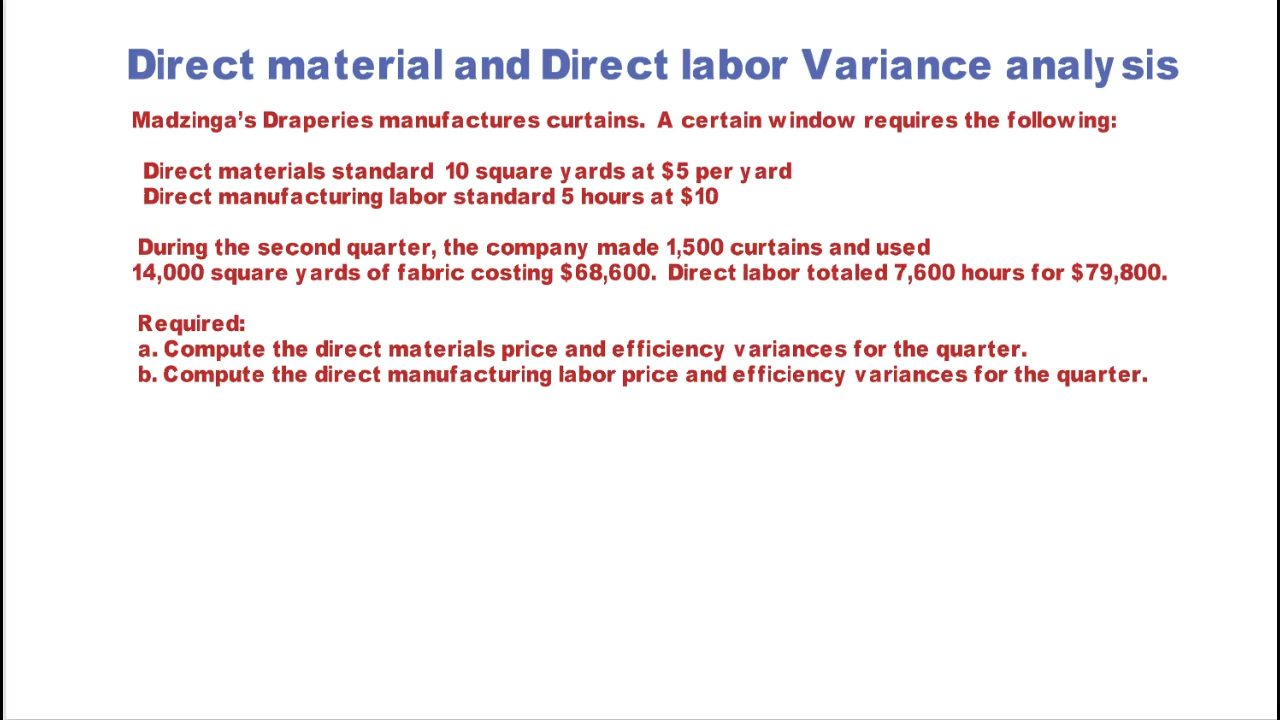 Direct material and Direct labor Variance analysis
Madzinga’s Draperies manufactures curtains. A certain window requires the following:
Direct materials standard 10 square yards at $5 per yard
Direct manufacturing labor standard 5 hours at $10
During the second quarter, the company made 1,500 curtains and used
14,000 square yards of fabric costing $68,600. Direct labor totaled 7,600 hours for $79,800.
Required:
a. Compute the direct materials price and efficiency variances for the quarter.
b. Compute the direct manufacturing labor price and efficiency variances for the quarter.